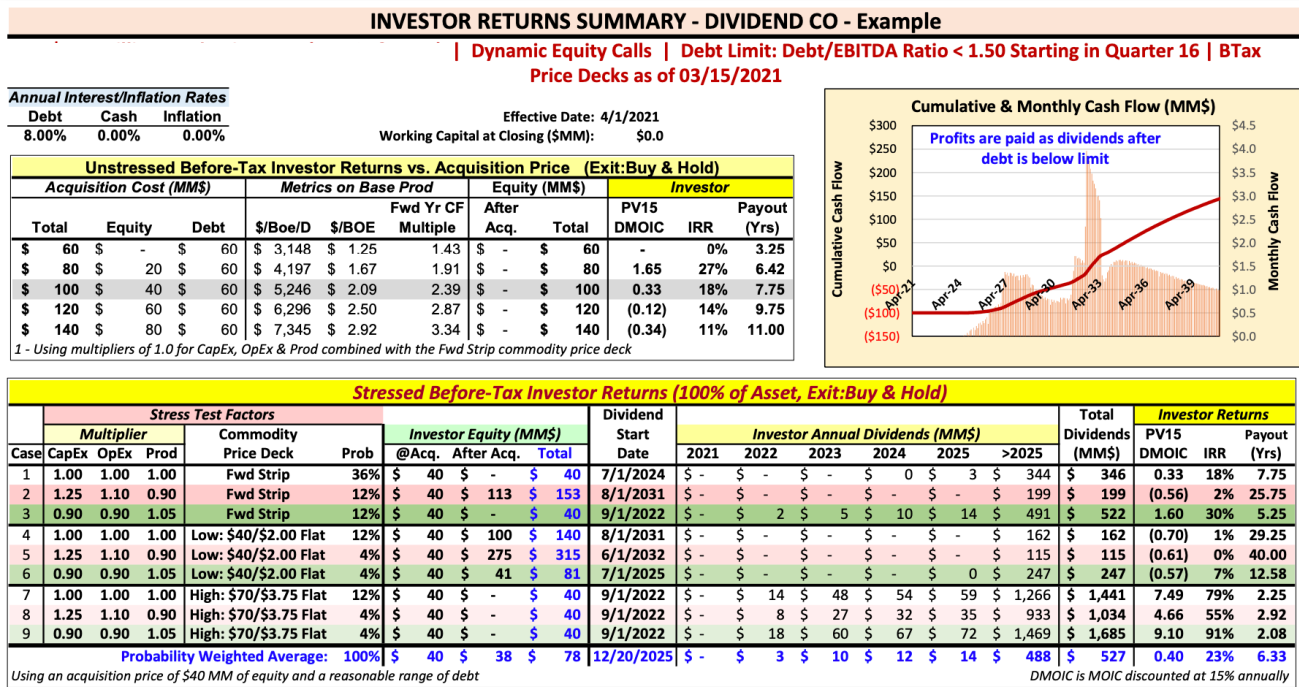 INVESTOR RETURNS SUMMARY - DIVIDEND CO - Example
| Dynamic Equity Calls | Debt Limit: Debt/EBITDA Ratio < 1.50 Starting in Quarter 16 | BTax
Price Decks as of 03/15/2021
Annual Interest/Inflation Rates
Debt Cash Inflation
8.00% 0.00% 0.00%
Effective Date: 4/1/2021
Working Capital at Closing ($MM): $0.0
Unstressed Before-Tax Investor Returns vs. Acquisition Price (Exit:Buy & Hold)
Acquisition Cost (MM$) Metrics on Base Prod Equity (MM$) Investor
Fwd Yr CF After PV15 Payout
Total Equity Debt $/Boe/D $/BOE Multiple Acq. Total DMOIC IRR (Yrs)
$ 60 $ - $ 60 $ 3,148 $ 1.25 1.43 $ - $ 60 - 0% 3.25
$ 80 $ 20 $ 60 $ 4,197 $ 1.67 1.91 $ - $ 80 1.65 27% 6.42
$ 100 $ 40 $ 60 $ 5,246 $ 2.09 2.39 $ - $ 100 0.33 18% 7.75
$ 120 $ 60 $ 60 $ 6,296 $ 2.50 2.87 $ - $ 120 (0.12) 14% 9.75
$ 140 $ 80 $ 60 $ 7,345 $ 2.92 3.34 $ - $ 140 (0.34) 11% 11.00
1 - Using multipliers of 1.0 for CapEx, OpEx & Prod combined with the Fwd Strip commodity price deck
Cumulative & Monthly Cash Flow (MM$)
Profits are paid as dividends after
debt is below limit
Cumulative Cash Flow
$300
$250
$200
$150
$100
$50
$0
($50)
($100)
($150)
Apr-21 Apr-24 Apr-27 Apr-30 Apr-33 Apr-36 Apr-39
$4.5
$4.0
$3.5
$3.0
$2.5
$2.0
$1.5
$1.0
$0.5
$0.0
Monthly Cash Flow
Stressed Before-Tax Investor Returns (100% of Asset, Exit:Buy & Hold)
Stress Test Factors Dividend Total Investor Returns
Multiplier Commodity Investor Equity (MM$) Start Investor Annual Dividends (MM$) Dividends PV15 Payout
Case CapEx OpEx Prod Price Deck Prob @Acq. After Acq. Total Date 2021 2022 2023 2024 2025 >2025 (MM$) DMOIC IRR (Yrs)
1 1.00 1.00 1.00 Fwd Strip 36% $ 40 $ - $ 40 7/1/2024 $ - $ - $ - $ 0 $ 3 $ 344 $ 346 0.33 18% 7.75
2 1.25 1.10 0.90 Fwd Strip 12% $ 40 $ 113 $ 153 8/1/2031 $ - $ - $ - $ - $ - $ 199 $ 199 (0.56) 2% 25.75
3 0.90 0.90 1.05 Fwd Strip 12% $ 40 $ - $ 40 9/1/2022 $ - $ 2 $ 5 $ 10 $ 14 $ 491 $ 522 1.60 30% 5.25
4 1.00 1.00 1.00 Low: $40/$2.00 Flat 12% $ 40 $ 100 $ 140 8/1/2031 $ - $ - $ - $ - $ - $ 162 $ 162 (0.70) 1% 29.25
5 1.25 1.10 0.90 Low: $40/$2.00 Flat 4% $ 40 $ 275 $ 315 6/1/2032 $ - $ - $ - $ - $ - $ 115 $ 115 (0.61) 0% 40.00
6 0.90 0.90 1.05 Low: $40/$2.00 Flat 4% $ 40 $ 41 $ 81 7/1/2025 $ - $ - $ - $ - $ 0 $ 247 $ 247 (0.57) 7% 12.58
7 1.00 1.00 1.00 High: $70/$3.75 Flat 12% $ 40 $ - $ 40 9/1/2022 $ - $ 14 $ 48 $ 54 $ 59 $ 1,266 $ 1,441 7.49 79% 2.25
8 1.25 1.10 0.90 High: $70/$3.75 Flat 4% $ 40 $ - $ 40 9/1/2022 $ - $ 8 $ 27 $ 32 $ 35 $ 933 $ 1,034 4.66 55% 2.92
9 0.90 0.90 1.05 High: $70/$3.75 Flat 4% $ 40 $ - $ 40 9/1/2022 $ - $ 18 $ 60 $ 67 $ 72 $ 1,469 $ 1,685 9.10 91% 2.08
Probability Weighted Average: 100% $ 40 $ 38 $ 78 12/20/2025 $ - $ 3 $ 10 $ 12 $ 14 $ 488 $ 527 0.40 23% 6.33
Using an acquisition price of $40 MM of equity and a reasonable range of debt
DMOIC is MOIC discounted at 15% annually